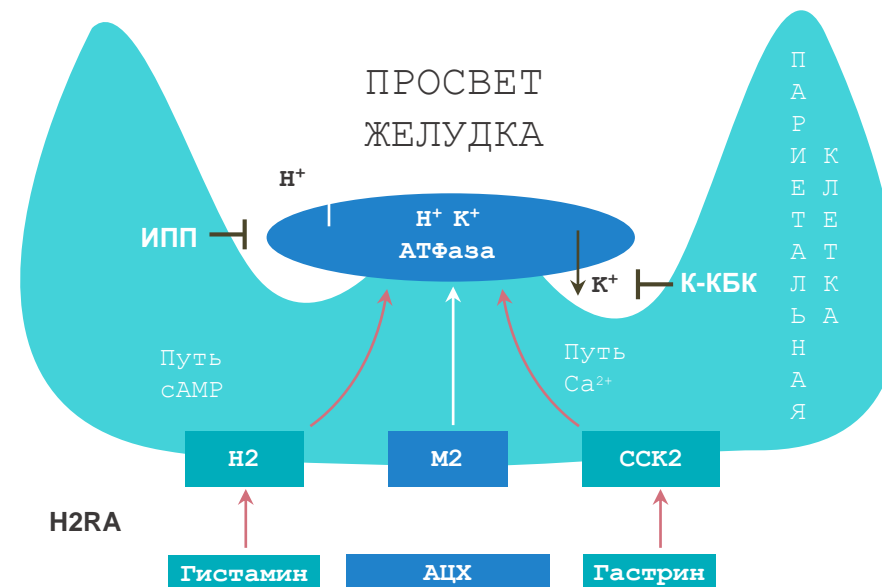 ПРОСВЕТ
ЖЕЛУДКА
H⁺
H⁺ K⁺
АТФаза
ИПП
K⁺
К-КБК
ПАРИЕТАЛЬНАЯ
КЛЕТКА
Путь
cAMP
Путь
Ca²⁺
H2
M2
CCK2
H2RA
Гистамин
АЦХ
Гастрин